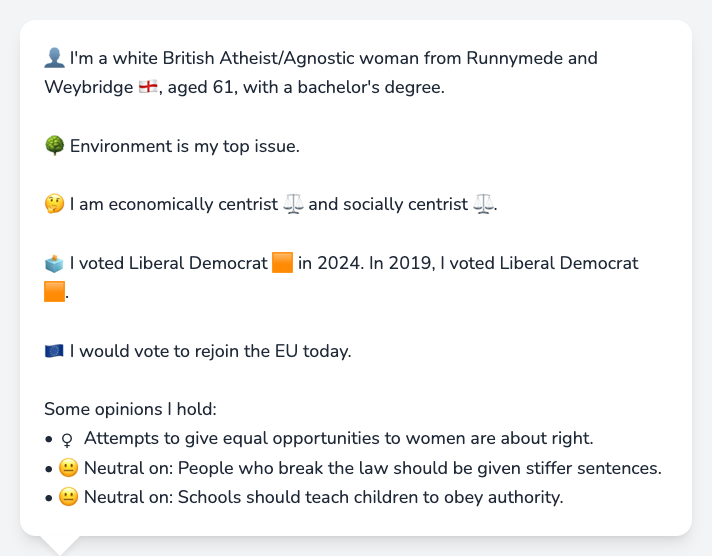 👤 I'm a white British Atheist/Agnostic woman from Runnymede and
Weybridge 🏴󠁧󠁢󠁥󠁮󠁧󠁿, aged 61, with a bachelor's degree.
🌳 Environment is my top issue.
🤔 I am economically centrist ⚖️ and socially centrist ⚖️.
🗳️ I voted Liberal Democrat 🟧 in 2024. In 2019, I voted Liberal Democrat
🟧.
🇪🇺 I would vote to rejoin the EU today.
Some opinions I hold:
• ♀ Attempts to give equal opportunities to women are about right.
• 😐 Neutral on: People who break the law should be given stiffer sentences.
• 😐 Neutral on: Schools should teach children to obey authority.